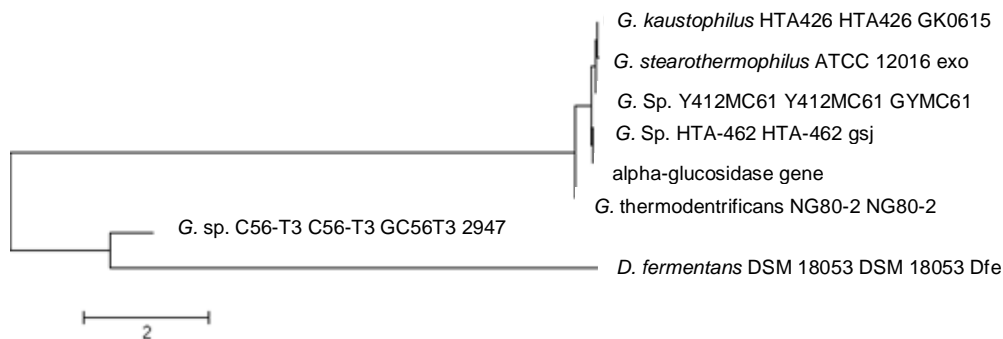 G. kaustophilus HTA426 HTA426 GK0615
G. stearothermophilus ATCC 12016 exo
G. Sp. Y412MC61 Y412MC61 GYMC61
G. Sp. HTA-462 HTA-462 gsj
alpha-glucosidase gene
G. thermodentrificans NG80-2 NG80-2
G. sp. C56-T3 C56-T3 GC56T3 2947
D. fermentans DSM 18053 DSM 18053 Dfe
2